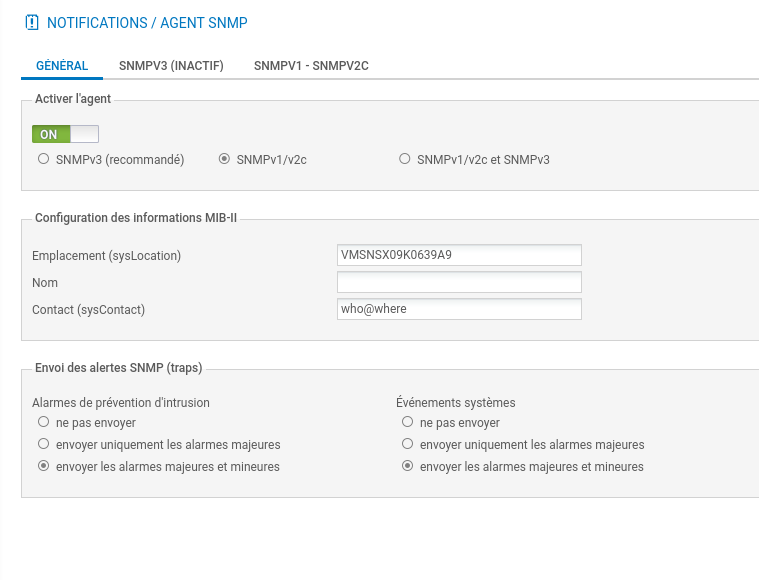 NOTIFICATIONS / AGENT SNMP
GÉNÉRAL SNMPV3 (INACTIF) SNMPV1 - SNMPV2C
Activer l'agent
ON
SNMPv3 (recommandé) SNMPv1/v2c SNMPv1/v2c et SNMPv3
Configuration des informations MIB-II
Emplacement (sysLocation) VMSNSX09K0639A9
Nom
Contact (sysContact) who@where
Envoi des alertes SNMP (traps)
Alarmes de prévention d'intrusion Événements systèmes
ne pas envoyer ne pas envoyer
envoyer uniquement les alarmes majeures envoyer uniquement les alarmes majeures
envoyer les alarmes majeures et mineures envoyer les alarmes majeures et mineures